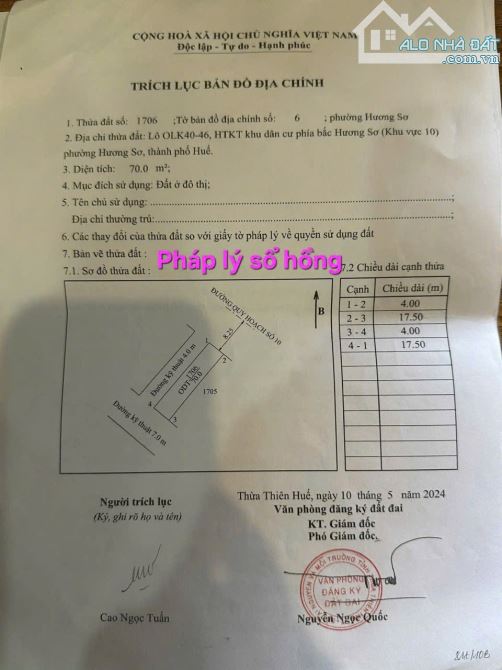 CỘNG HOÀ XÃ HỘI CHỦ NGHĨA VIỆT NAM
Độc lập - Tự do - Hạnh phúc
ALO NHÀ ĐẤT
.com.vn
TRÍCH LỤC BẢN ĐỒ ĐỊA CHÍNH
1. Thửa đất số: 1706 ;Tờ bản đồ địa chính số: 6 ; phường Hương Sơ
2. Địa chỉ thửa đất: Lô OLK40-46, HTKT khu dân cư phía bắc Hương Sơ (Khu vực 10)
phường Hương Sơ, thành phố Huế.
3. Diện tích: 70.0 m²;
4. Mục đích sử dụng: Đất ở đô thị;
5. Tên chủ sử dụng: ;
Địa chỉ thường trú: ;
6. Các thay đổi của thửa đất so với giấy tờ pháp lý về quyền sử dụng đất
7. Bản vẽ thửa đất:
7.1. Sơ đồ thửa đất :
Pháp lý sổ hồng
7.2 Chiều dài cạnh thửa
Cạnh Chiều dài (m)
1 - 2 4.00
2 - 3 17.50
3 - 4 4.00
4 - 1 17.50
ĐƯỜNG QUY HOẠCH SỐ 10
B
8.25
1
2
Đường kỹ thuật 4.0 m
1706
ODT
70.0
1705
4
3
Đường kỹ thuật 7.0 m
Thừa Thiên Huế, ngày 10 tháng 5 năm 2024
Người trích lục
(Ký, ghi rõ họ và tên)
Văn phòng đăng ký đất đai
KT. Giám đốc
Phó Giám đốc
VĂN PHÒNG
ĐĂNG KÝ
ĐẤT ĐAI
Cao Ngọc Tuấn
Nguyễn Ngọc Quốc